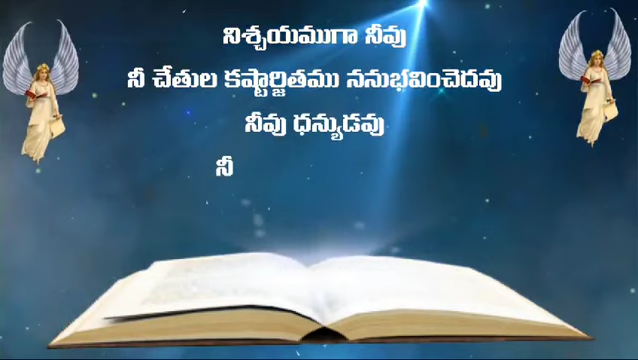 నిశ్చయముగా నీవు
నీ చేతుల కష్టార్జితము ననుభవించెదవు
నీవు ధన్యుడవు
నీ